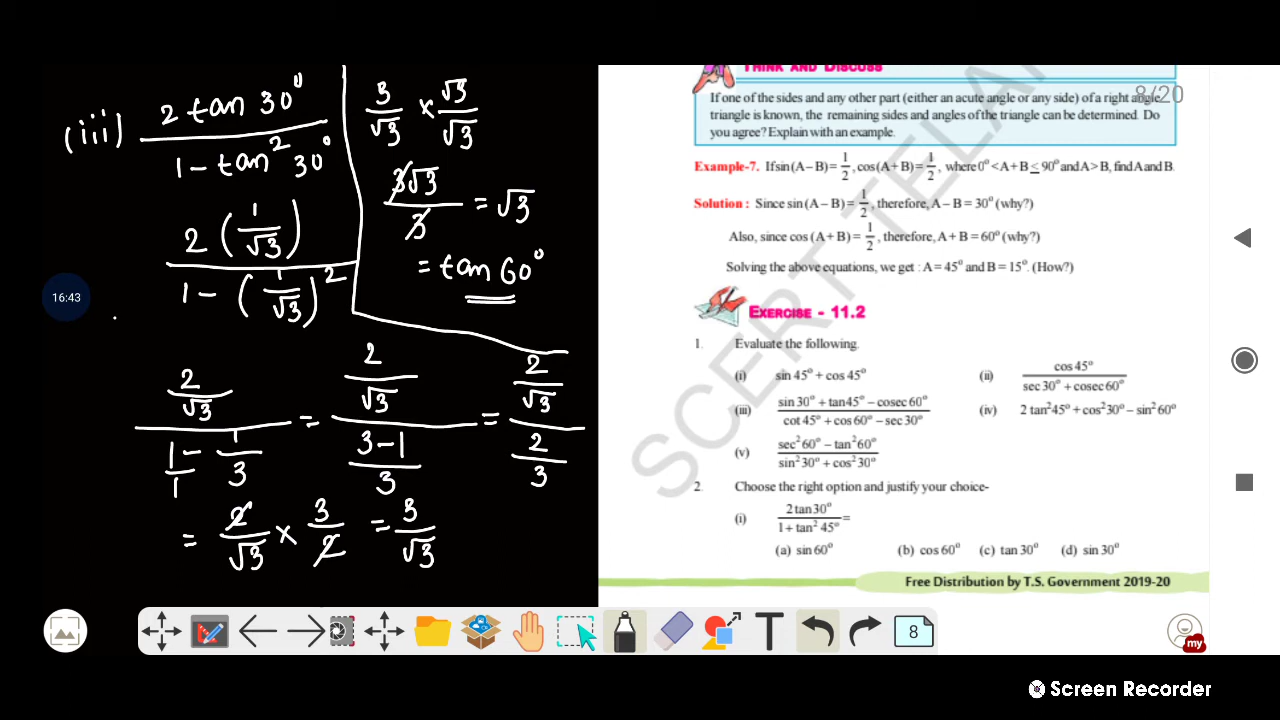 (iii) 2 tan 30° / 1 - tan² 30°
2 (1/√3) / 1 - (1/√3)²
2/√3 / 1/1 - 1/3 = 2/√3 / 3-1/3 = 2/√3 / 2/3
= 2/√3 × 3/2 = 3/√3
3/√3 × √3/√3
3√3/3 = √3
= tan 60°
16:43
THINK AND DISCUSS
8/20
If one of the sides and any other part (either an acute angle or any side) of a right angle
triangle is known, the remaining sides and angles of the triangle can be determined. Do
you agree? Explain with an example.
Example-7. If sin (A – B) = 1/2, cos (A + B) = 1/2, where 0° < A + B ≤ 90° and A > B, find A and B.
Solution : Since sin (A – B) = 1/2, therefore, A – B = 30° (why?)
Also, since cos (A + B) = 1/2, therefore, A + B = 60° (why?)
Solving the above equations, we get : A = 45° and B = 15°. (How?)
EXERCISE - 11.2
1. Evaluate the following.
(i) sin 45° + cos 45° (ii) cos 45° / sec 30° + cosec 60°
(iii) sin 30° + tan 45° – cosec 60° / cot 45° + cos 60° – sec 30° (iv) 2 tan² 45° + cos² 30° – sin² 60°
(v) sec² 60° – tan² 60° / sin² 30° + cos² 30°
2. Choose the right option and justify your choice-
(i) 2 tan 30° / 1 + tan² 45° =
(a) sin 60° (b) cos 60° (c) tan 30° (d) sin 30°
Free Distribution by T.S. Government 2019-20
SCERT TELAN
T
8
my
Screen Recorder